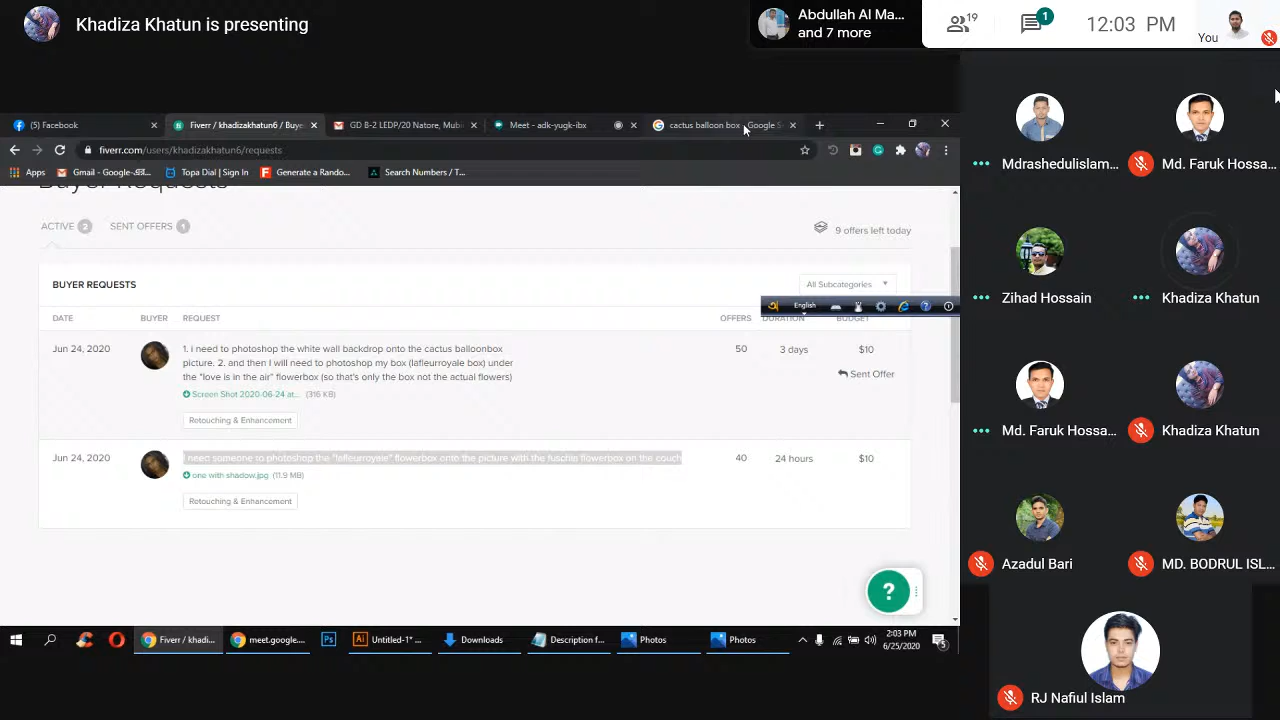 Khadiza Khatun is presenting
Abdullah Al Ma...
and 7 more
19
1
12:03 PM
You
(5) Facebook
Fiverr / khadizakhatun6 / Buye
GD B-2 LEDP/20 Natore, Mubi
Meet - adk-yugk-ibx
cactus balloon box - Google S
fiverr.com/users/khadizakhatun6/requests
Apps
Gmail - Google-এর
Topa Dial | Sign In
Generate a Rando...
Search Numbers / T...
Buyer Requests
ACTIVE 2
SENT OFFERS 1
9 offers left today
BUYER REQUESTS
All Subcategories
English
DATE
BUYER
REQUEST
OFFERS
DURATION
BUDGET
Jun 24, 2020
1. i need to photoshop the white wall backdrop onto the cactus balloonbox
picture. 2. and then I will need to photoshop my box (lafleurroyale box) under
the "love is in the air" flowerbox (so that's only the box not the actual flowers)
50
3 days
$10
Sent Offer
Screen Shot 2020-06-24 at... (316 KB)
Retouching & Enhancement
Jun 24, 2020
I need someone to photoshop the "lafleurroyale" flowerbox onto the picture with the fuschia flowerbox on the couch
40
24 hours
$10
one with shadow.jpg (11.9 MB)
Retouching & Enhancement
?
Fiverr / khadi...
meet.google....
Ps
Ai
Untitled-1* ...
Downloads
Description f...
Photos
Photos
2:03 PM
6/25/2020
5
Mdrashedulislam...
Md. Faruk Hossa...
Zihad Hossain
Khadiza Khatun
Md. Faruk Hossa...
Khadiza Khatun
Azadul Bari
MD. BODRUL ISL...
RJ Nafiul Islam